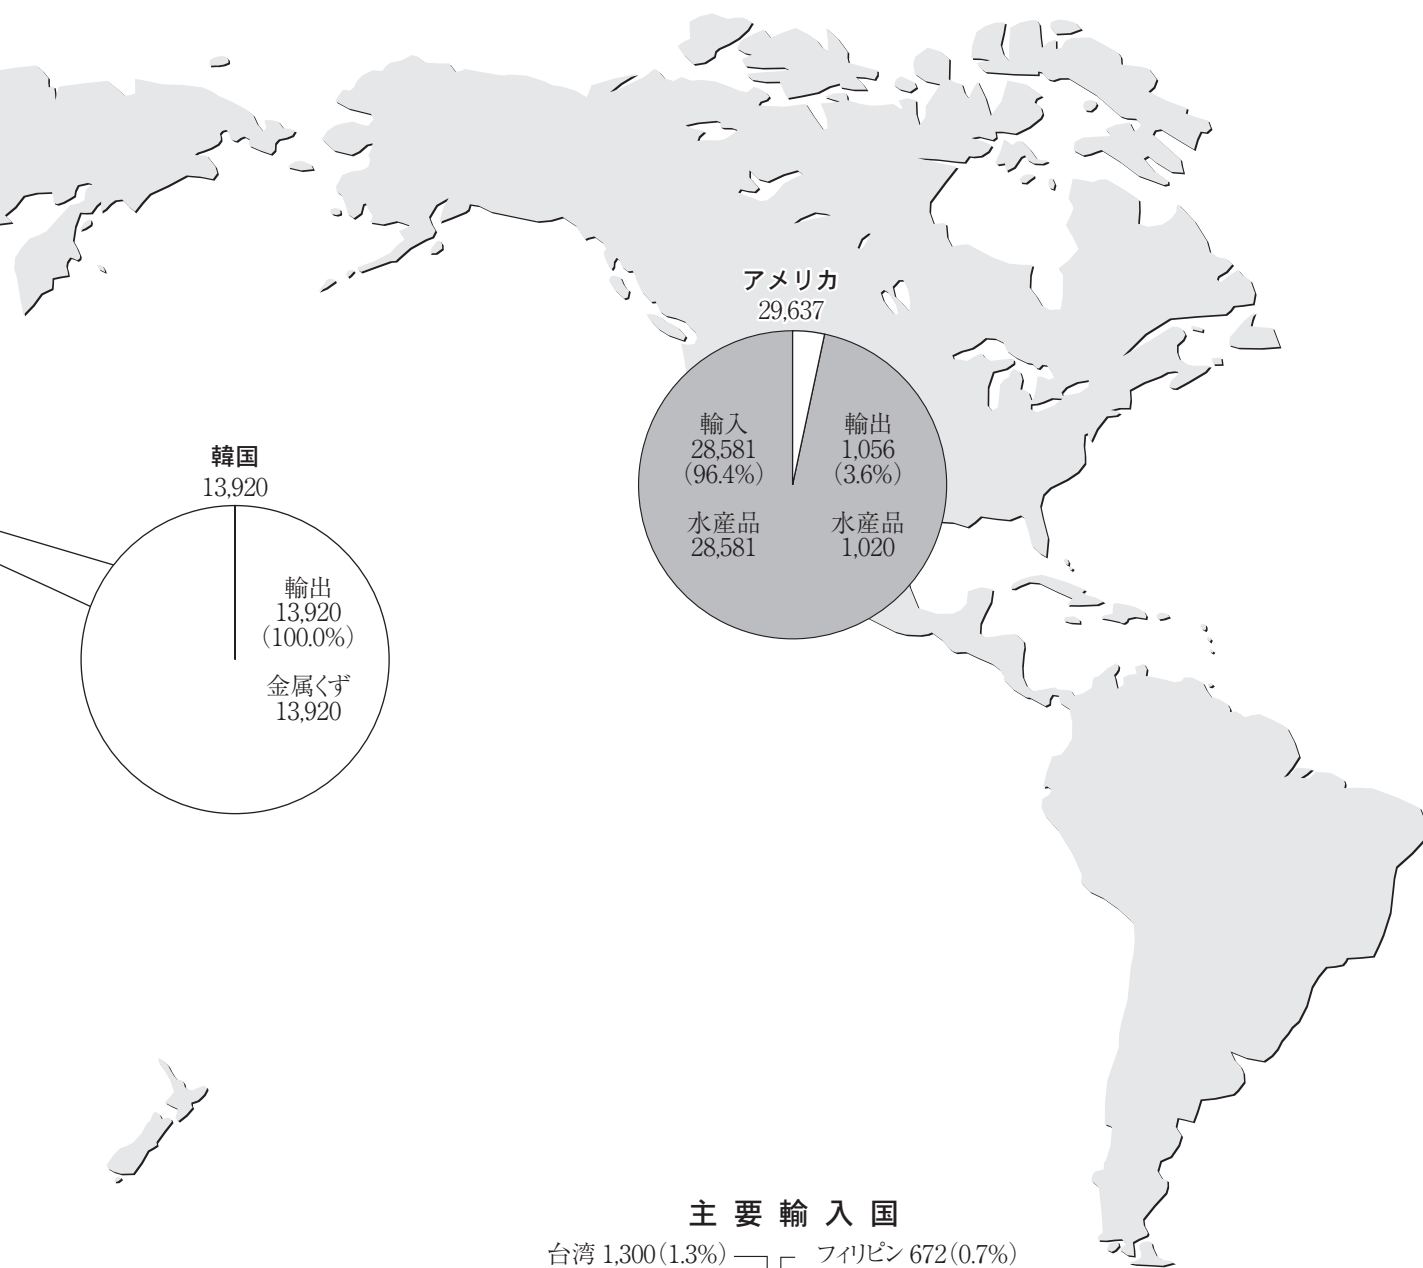 アメリカ
29,637
輸入
28,581
(96.4%)
水産品
28,581
輸出
1,056
(3.6%)
水産品
1,020
韓国
13,920
輸出
13,920
(100.0%)
金属くず
13,920
主要輸入国
台湾 1,300(1.3%)
フィリピン 672(0.7%)